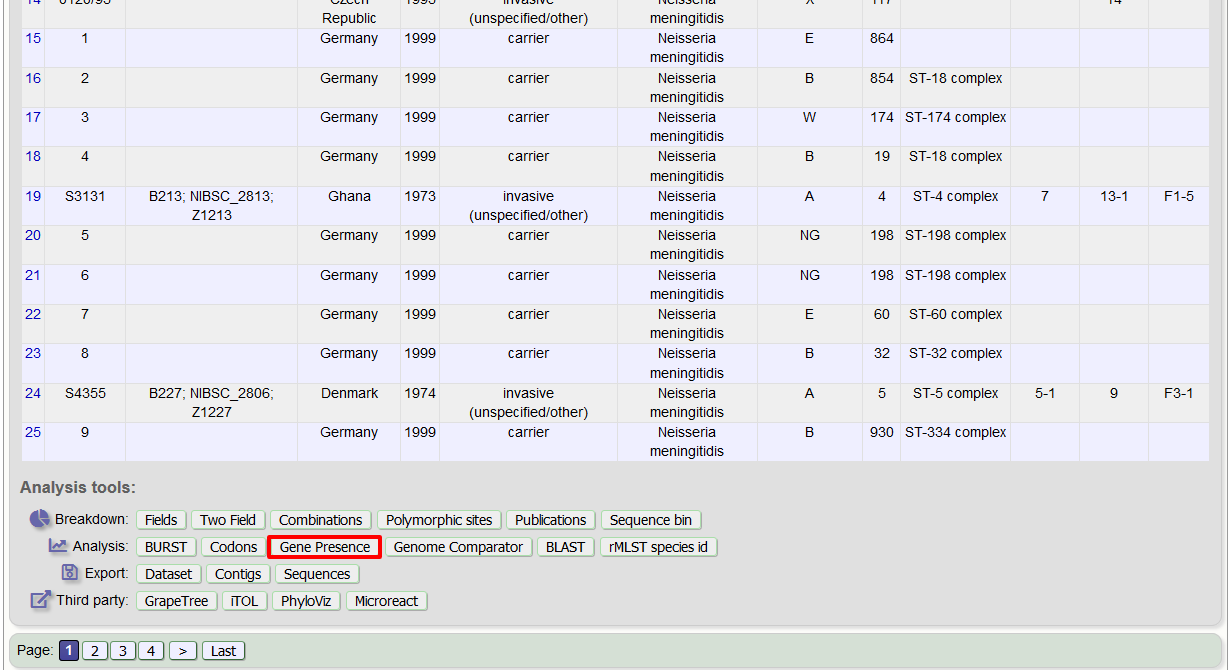 14 0120/95 Czech 1995 invasive Neisseria X 117 14
Republic (unspecified/other) meningitidis
15 1 Germany 1999 carrier Neisseria E 864
meningitidis
16 2 Germany 1999 carrier Neisseria B 854 ST-18 complex
meningitidis
17 3 Germany 1999 carrier Neisseria W 174 ST-174 complex
meningitidis
18 4 Germany 1999 carrier Neisseria B 19 ST-18 complex
meningitidis
19 S3131 B213; NIBSC_2813; Ghana 1973 invasive Neisseria A 4 ST-4 complex 7 13-1 F1-5
Z1213 (unspecified/other) meningitidis
20 5 Germany 1999 carrier Neisseria NG 198 ST-198 complex
meningitidis
21 6 Germany 1999 carrier Neisseria NG 198 ST-198 complex
meningitidis
22 7 Germany 1999 carrier Neisseria E 60 ST-60 complex
meningitidis
23 8 Germany 1999 carrier Neisseria B 32 ST-32 complex
meningitidis
24 S4355 B227; NIBSC_2806; Denmark 1974 invasive Neisseria A 5 ST-5 complex 5-1 9 F3-1
Z1227 (unspecified/other) meningitidis
25 9 Germany 1999 carrier Neisseria B 930 ST-334 complex
meningitidis
Analysis tools:
Breakdown: Fields Two Field Combinations Polymorphic sites Publications Sequence bin
Analysis: BURST Codons Gene Presence Genome Comparator BLAST rMLST species id
Export: Dataset Contigs Sequences
Third party: GrapeTree iTOL PhyloViz Microreact
Page: 1 2 3 4 > Last